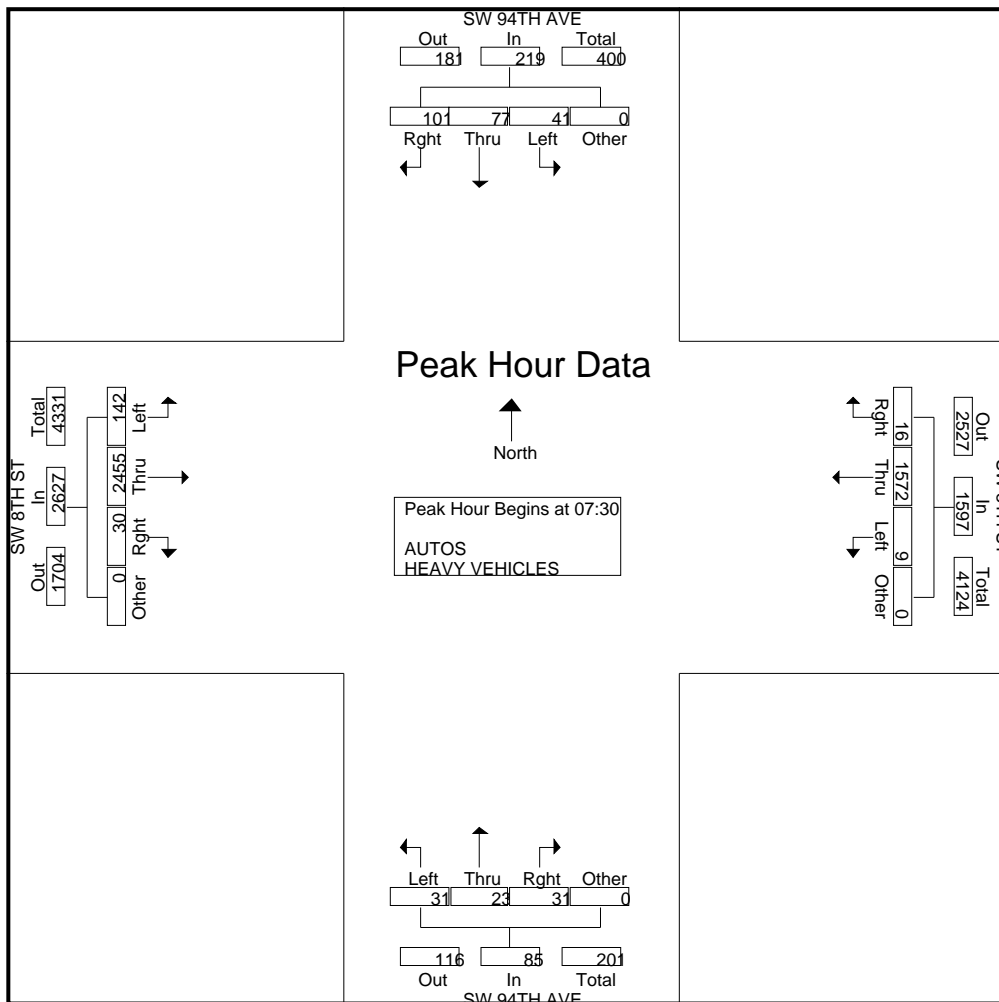 SW 94TH AVE
Out In Total
181 219 400
101 77 41 0
Rght Thru Left Other
Peak Hour Data
North
Peak Hour Begins at 07:30
AUTOS
HEAVY VEHICLES
SW 8TH ST
Out In Total
1704 2627 4331
Left Thru Rght Other
142 2455 30 0
Out In Total
2527 1597 4124
Rght Thru Left Other
16 1572 9 0
Left Thru Rght Other
31 23 31 0
116 85 201
Out In Total
SW 94TH AVE